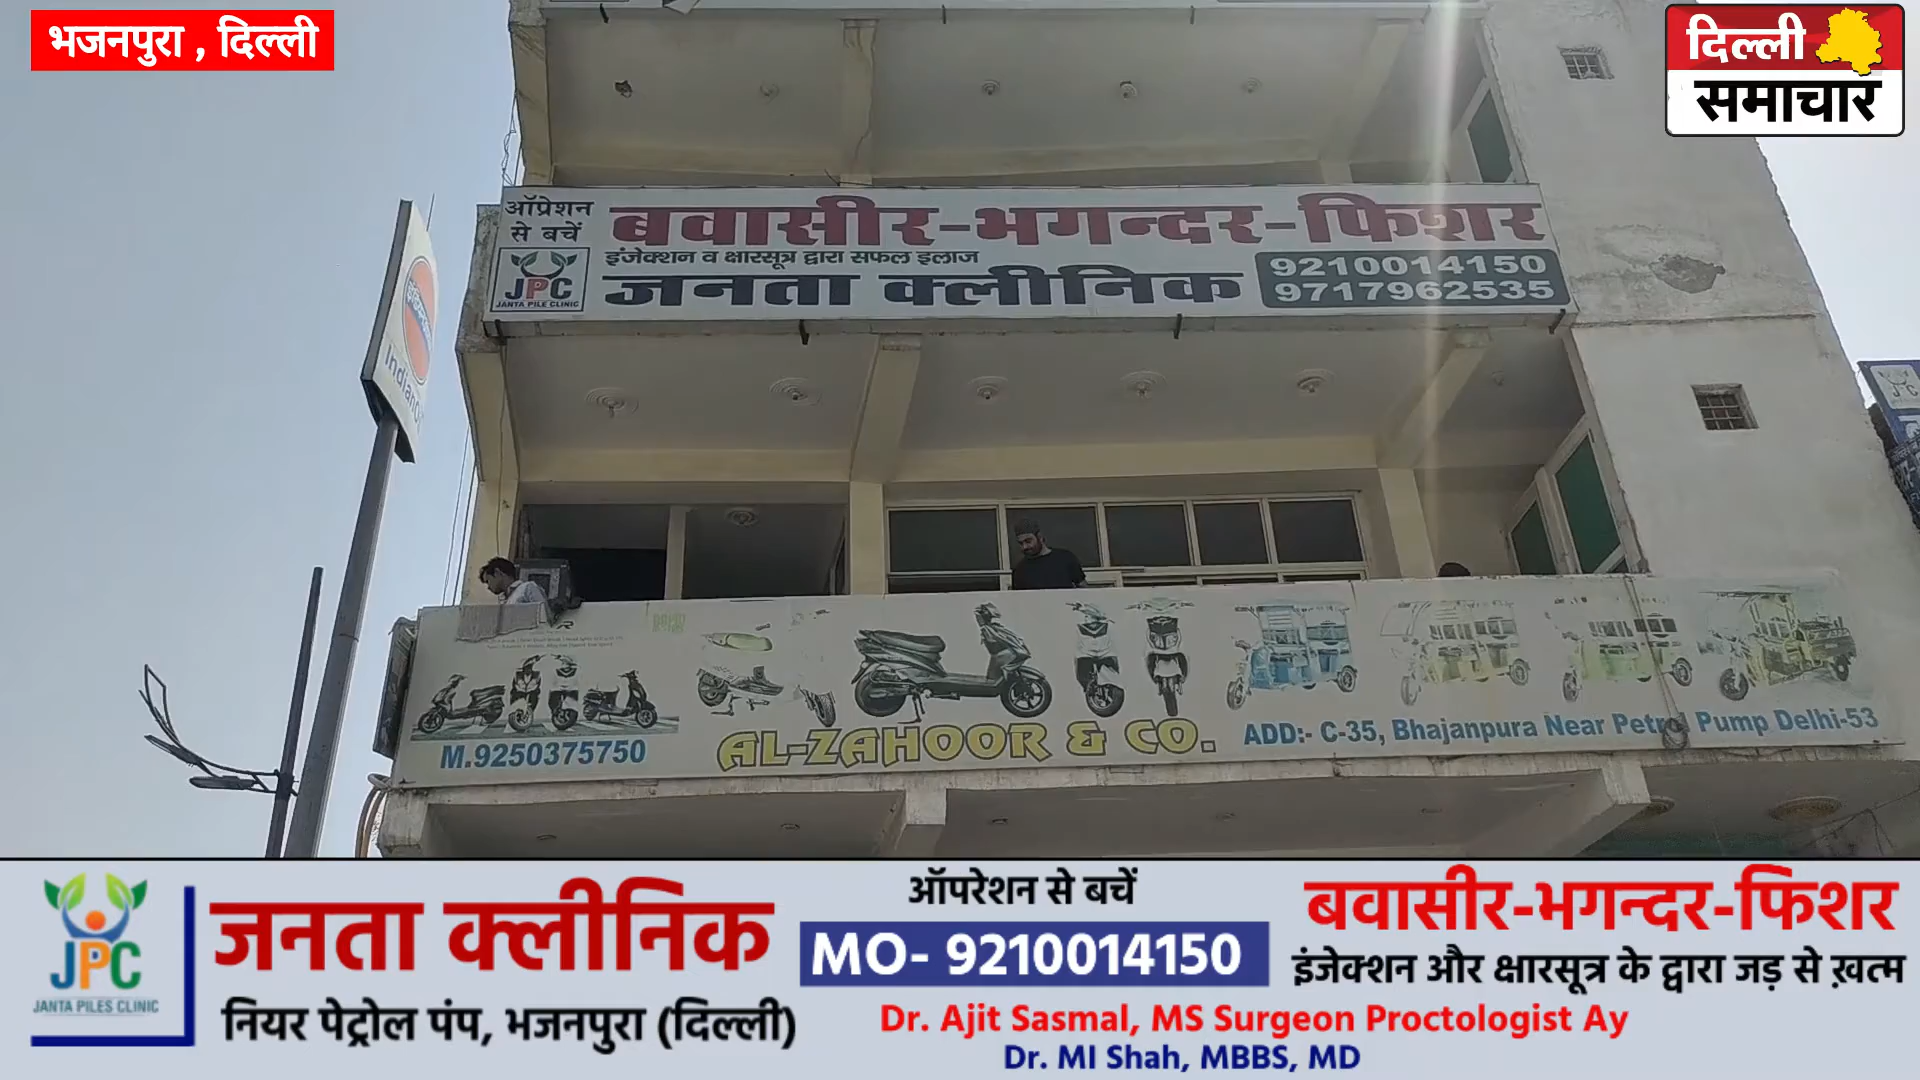 भजनपुरा , दिल्ली
दिल्ली
समाचार
ऑप्रेशन
से बचें
बवासीर-भगन्दर-फिशर
इंजेक्शन व क्षारसूत्र द्वारा सफल इलाज
JPC
JANTA PILE CLINIC
जनता क्लीनिक
9210014150
9717962535
IndianO
M.9250375750
AL-ZAHOOR & CO.
ADD:- C-35, Bhajanpura Near Petrol Pump Delhi-53
JPC
JANTA PILES CLINIC
जनता क्लीनिक
नियर पेट्रोल पंप, भजनपुरा (दिल्ली)
ऑपरेशन से बचें
MO- 9210014150
बवासीर-भगन्दर-फिशर
इंजेक्शन और क्षारसूत्र के द्वारा जड़ से ख़त्म
Dr. Ajit Sasmal, MS Surgeon Proctologist Ay
Dr. MI Shah, MBBS, MD